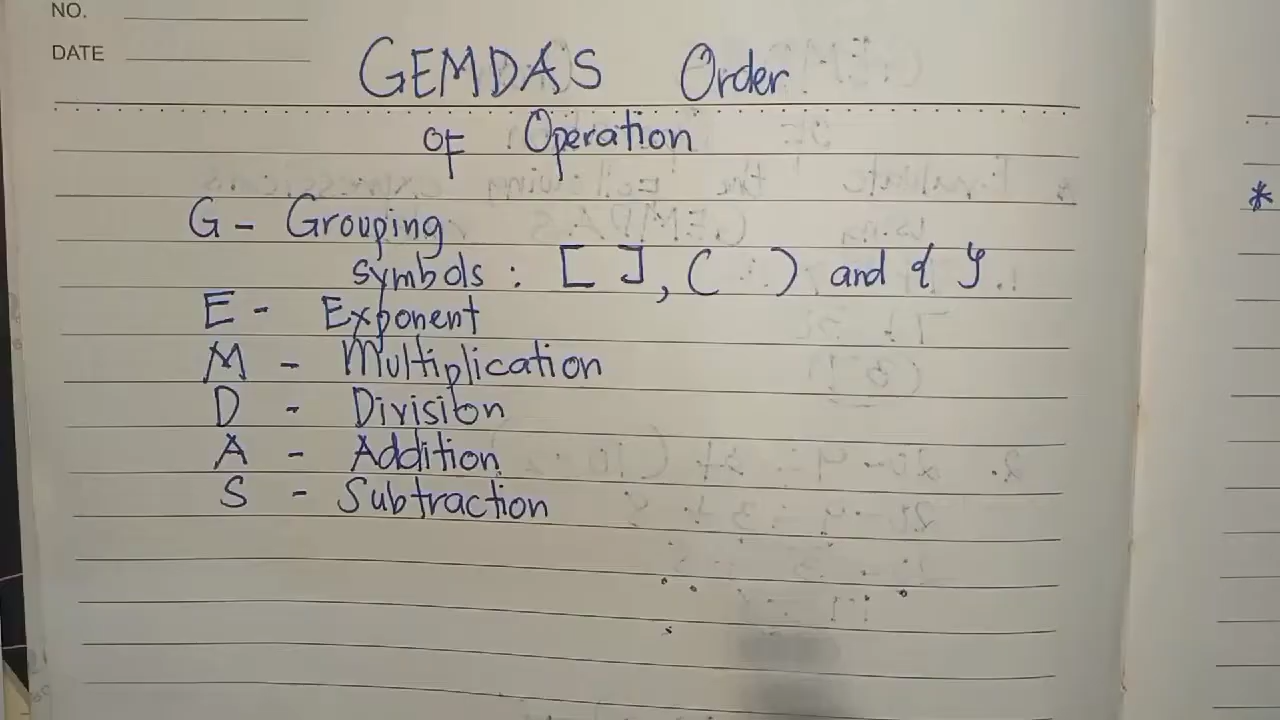 NO.
DATE
GEMDAS Order
of Operation
G - Grouping
symbols : [ ], ( ) and { }.
E - Exponent
M - Multiplication
D - Division
A - Addition
S - Subtraction
*